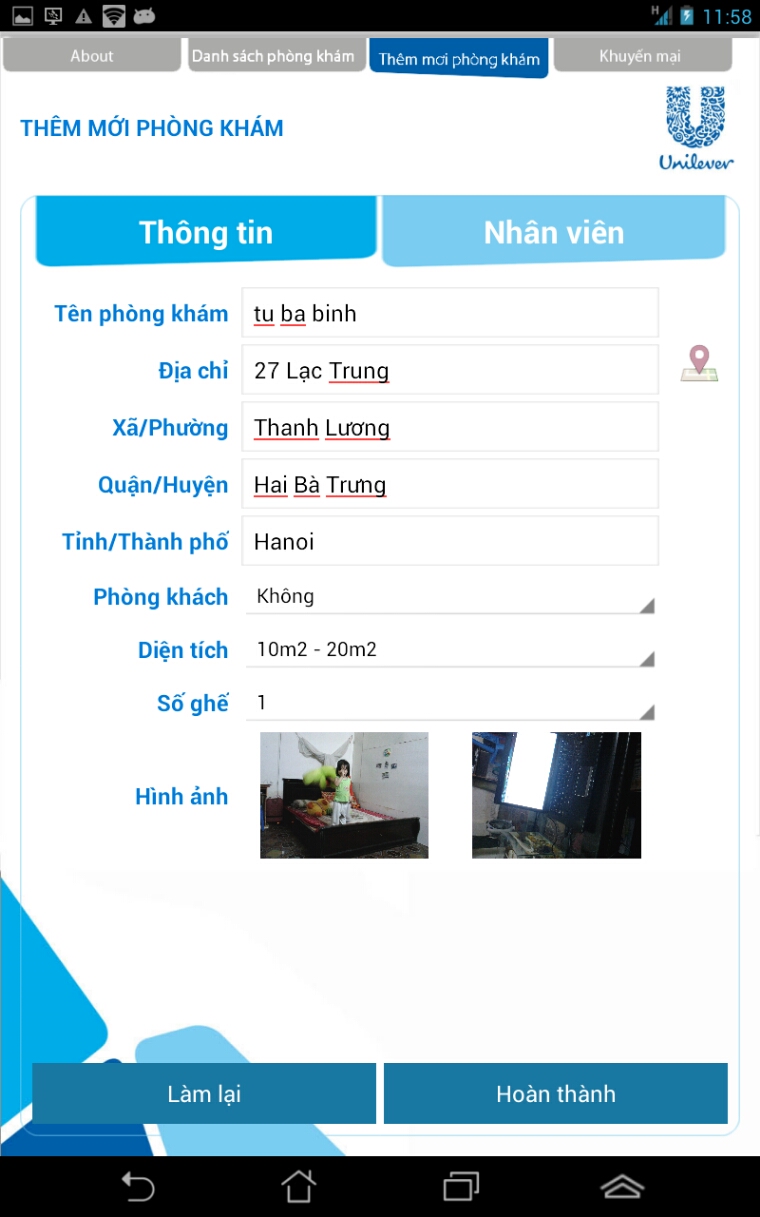 H 11:58
About Danh sách phòng khám Thêm mơi phòng khám Khuyến mại
THÊM MỚI PHÒNG KHÁM
Unilever
Thông tin Nhân viên
Tên phòng khám tu ba binh
Địa chỉ 27 Lạc Trung
Xã/Phường Thanh Lương
Quận/Huyện Hai Bà Trưng
Tỉnh/Thành phố Hanoi
Phòng khách Không
Diện tích 10m2 - 20m2
Số ghế 1
Hình ảnh
Làm lại Hoàn thành